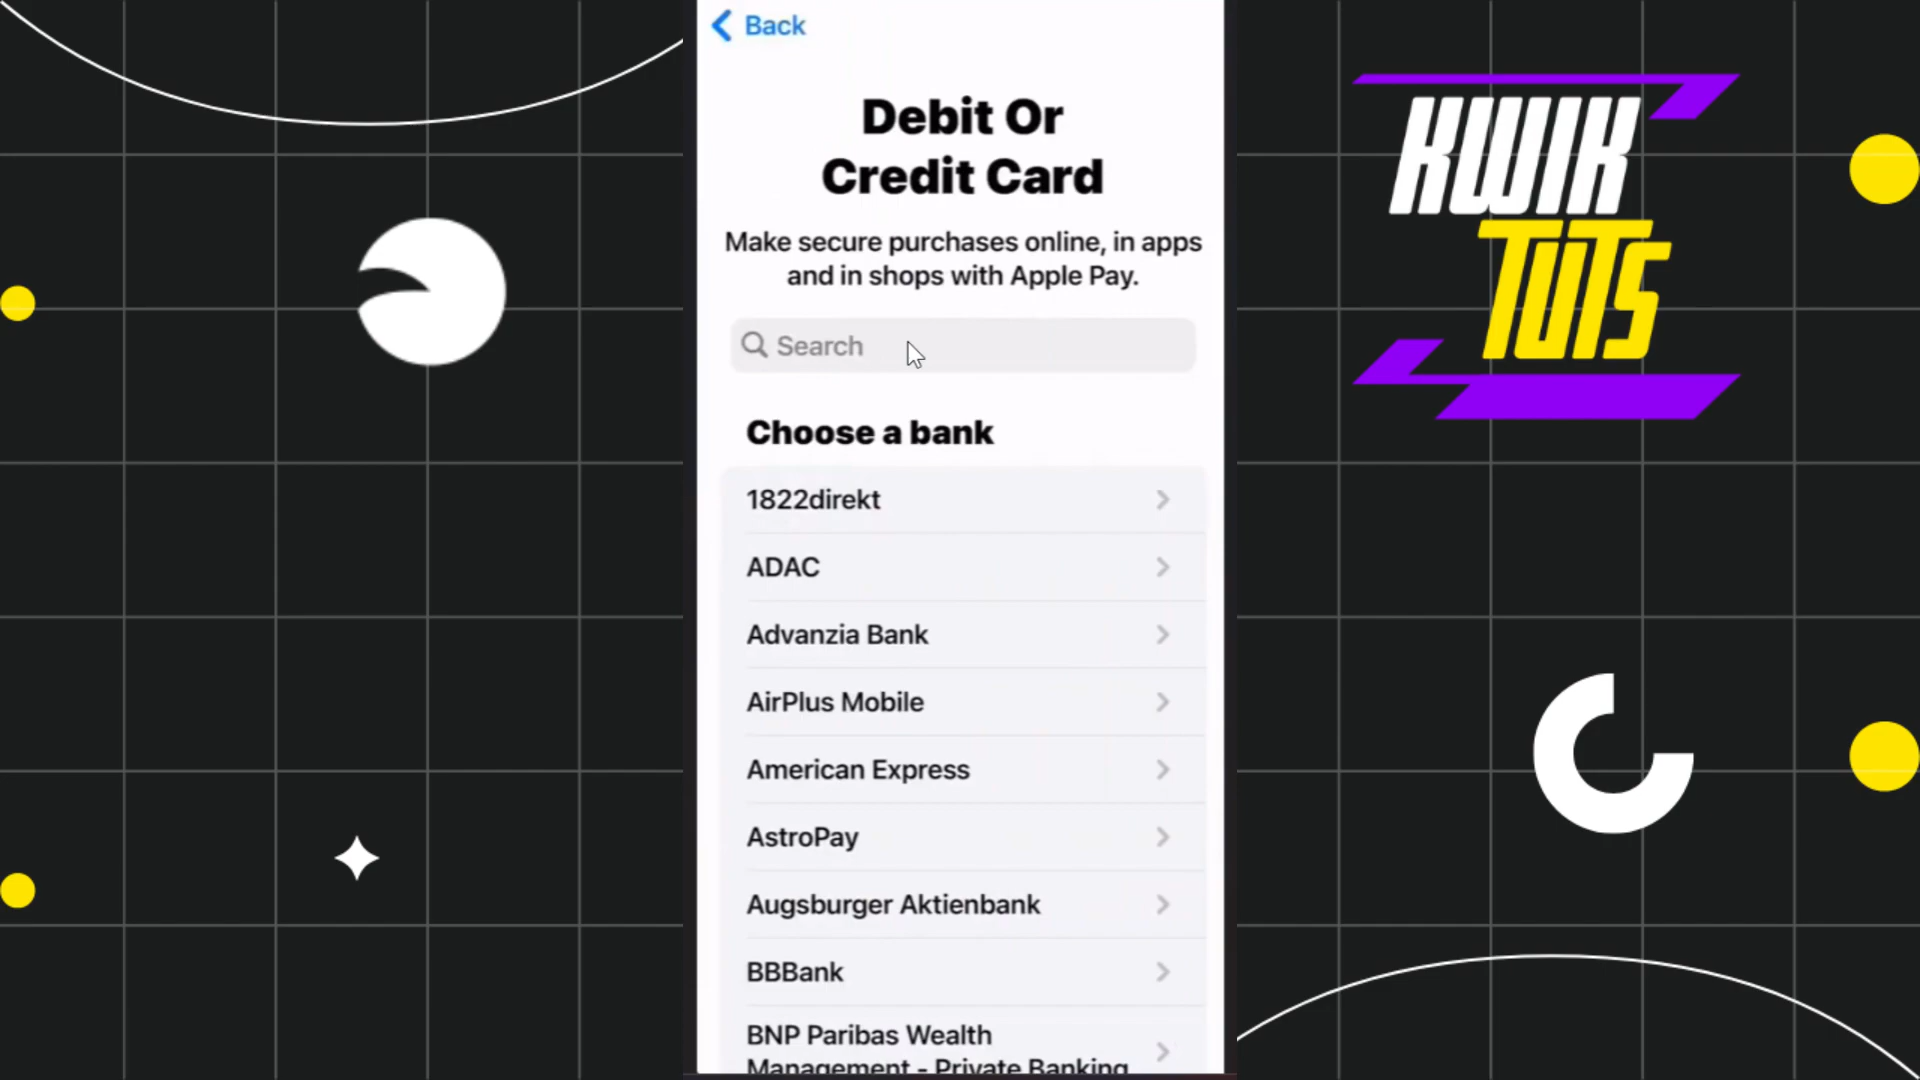 Back
Debit Or
Credit Card
Make secure purchases online, in apps
and in shops with Apple Pay.
Search
Choose a bank
1822direkt
ADAC
Advanzia Bank
AirPlus Mobile
American Express
AstroPay
Augsburger Aktienbank
BBBank
BNP Paribas Wealth
Management - Private Banking
KWIK
TUTS